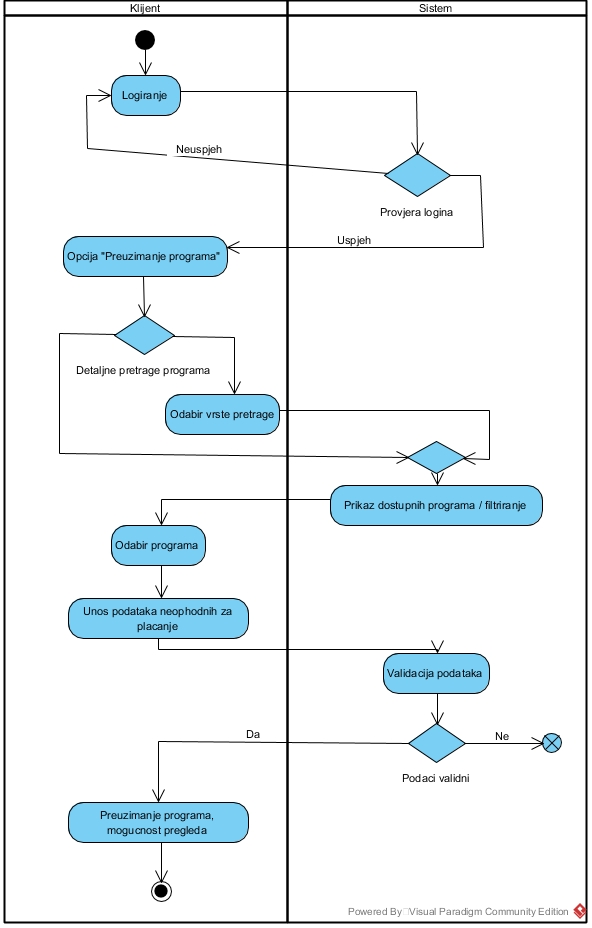 Klijent
Sistem
Logiranje
Neuspjeh
Provjera logina
Uspjeh
Opcija "Preuzimanje programa"
Detaljne pretrage programa
Odabir vrste pretrage
Prikaz dostupnih programa / filtriranje
Odabir programa
Unos podataka neophodnih za
placanje
Validacija podataka
Da
Ne
Podaci validni
Preuzimanje programa,
mogucnost pregleda
Powered By Visual Paradigm Community Edition